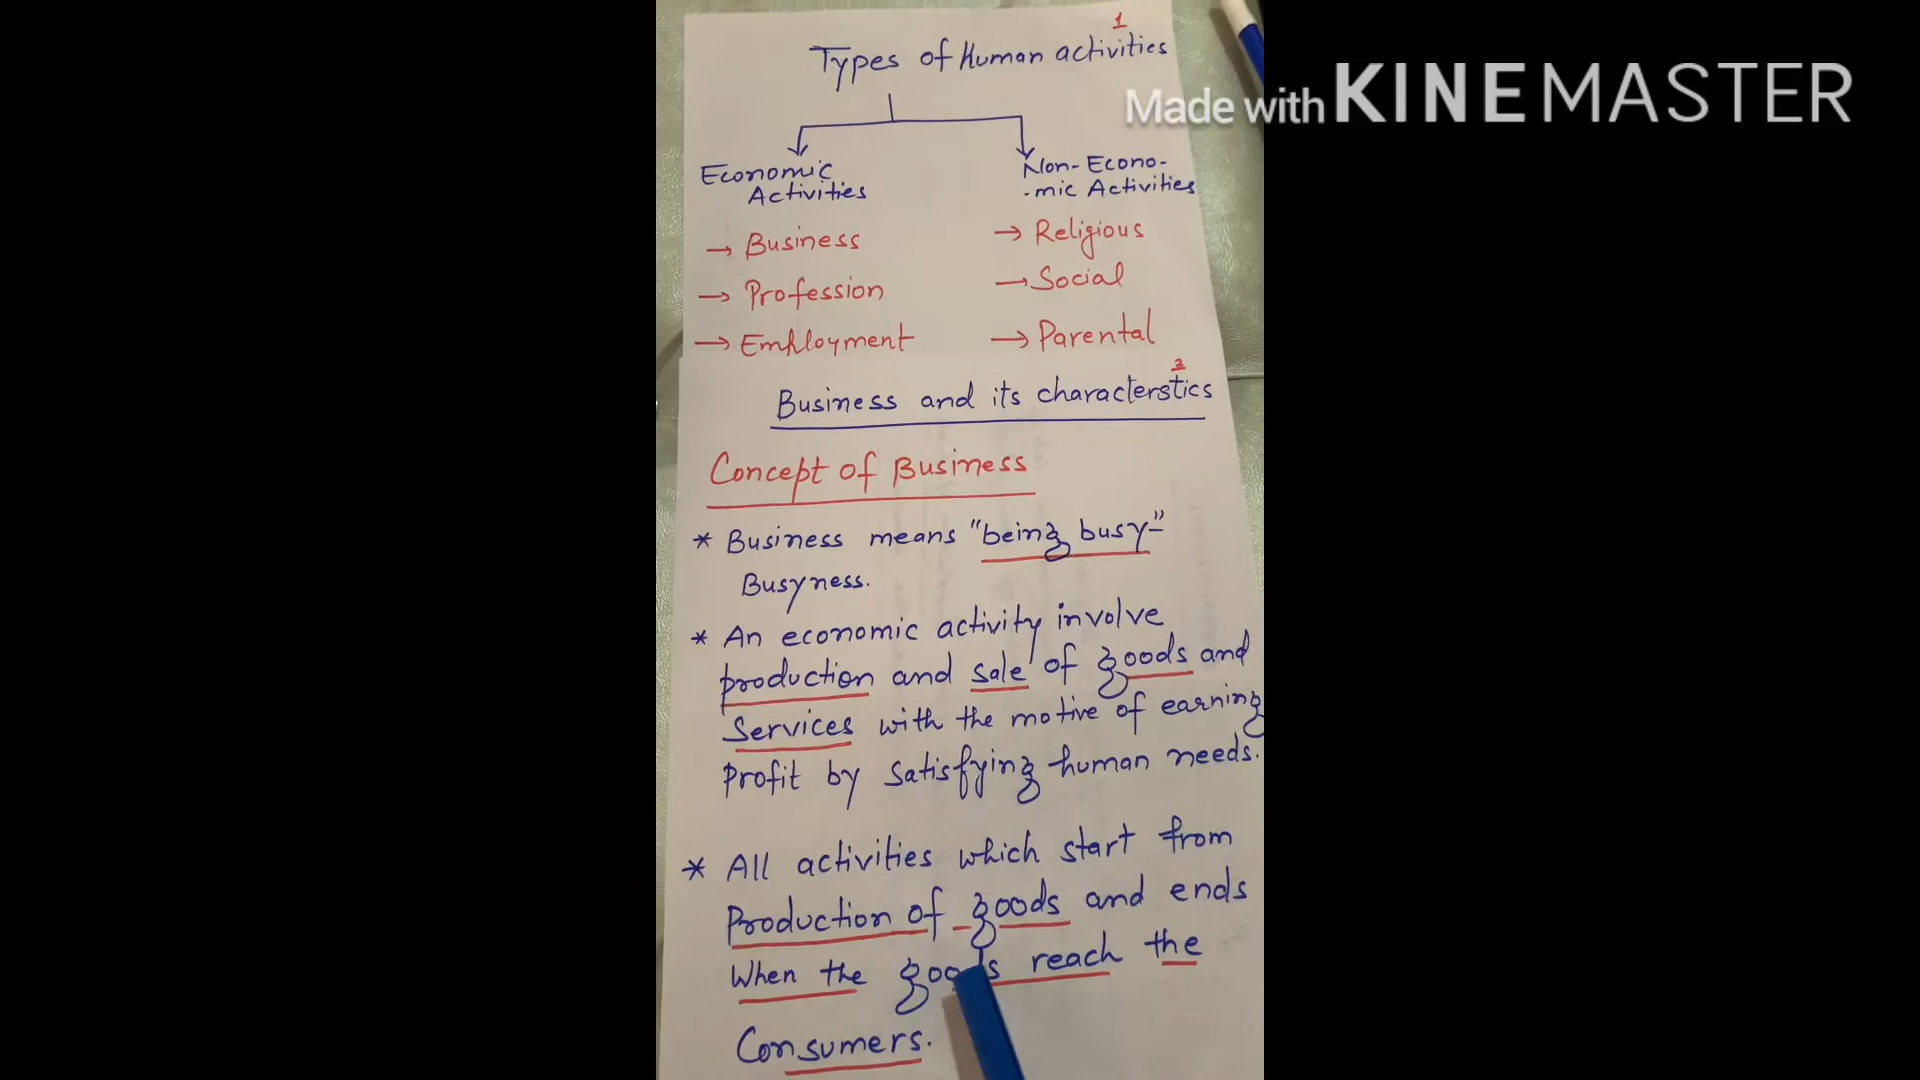 1
Types of Human activities
Made with KINEMASTER
Economic
Activities
→ Business
→ Profession
→ Employment
Non-Econo-
-mic Activities
→ Religious
→ Social
→ Parental
2
Business and its characterstics
Concept of Business
* Business means "being busy-"
Busyness.
* An economic activity involve
production and sale of goods and
Services with the motive of earning
Profit by satisfying human needs.
* All activities which start from
Production of goods and ends
When the goods reach the
Consumers.